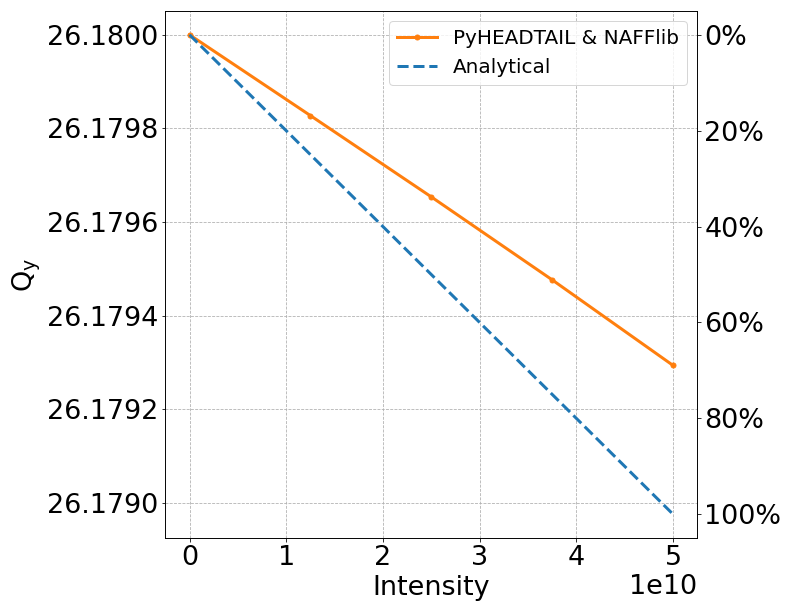 PyHEADTAIL & NAFFlib
Analytical
26.1800
26.1798
26.1796
26.1794
26.1792
26.1790
Qy
0%
20%
40%
60%
80%
100%
0 1 2 3 4 5
1e10
Intensity